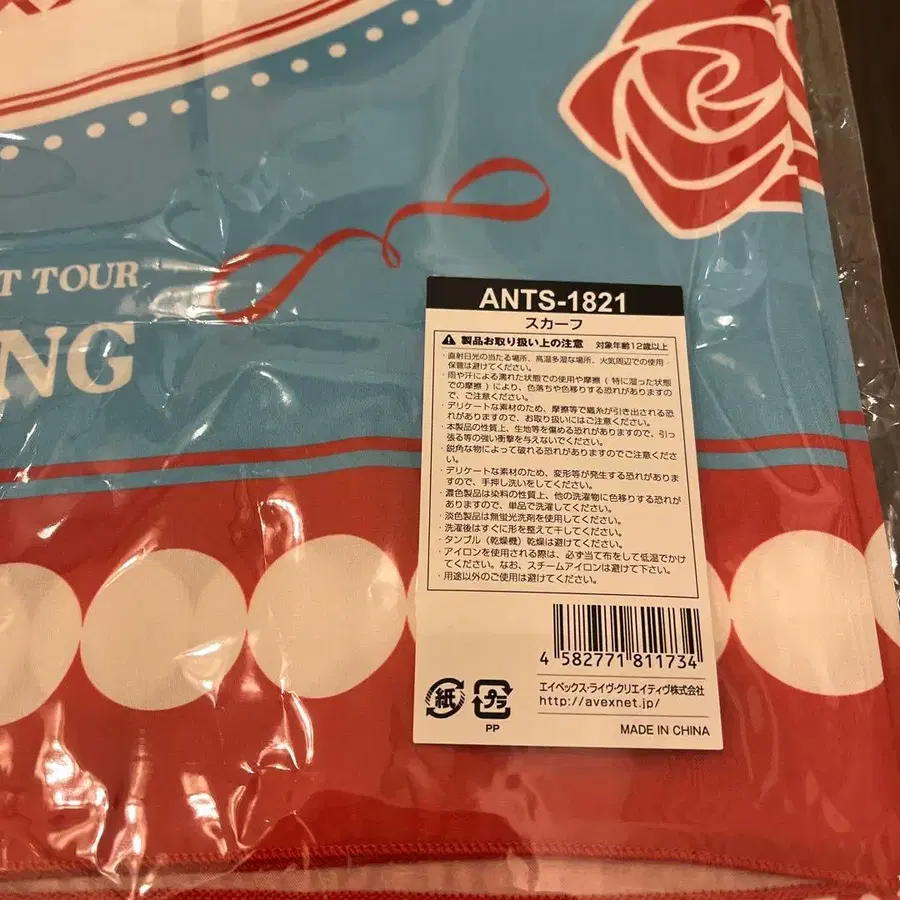 T TOUR
NG
ANTS-1821
スカーフ
製品お取り扱い上の注意 対象年齢12歳以上
・直射日光の当たる場所、高温多湿な場所、火気周辺での使用・
保管は避けてください。
・雨や汗による濡れた状態での使用や摩擦 ( 特に湿った状態
での摩擦 ) により、色落ちや色移りする恐れがありますの
で、ご注意ください。
・デリケートな素材のため、摩擦等で織糸が引き出される恐
れがありますので、お取り扱いにはご注意ください。
・本製品の性質上、生地等を傷める恐れがありますので、引っ
張る等の強い衝撃を与えないでください。
・鋭角な物によって破れる恐れがありますのでご注意くださ
い。
・デリケートな素材のため、変形等が発生する恐れがあります
ますので、手押し洗いをしてください。
・濃色製品は染料の性質上、他の洗濯物に色移りする恐れが
ありますので、単品で洗濯してください。
・淡色製品は無蛍光洗剤を使用してください。
・洗濯後はすぐに形を整えて干してください。
・タンブル（乾燥機）乾燥は避けてください。
・アイロンを使用される際は、必ず当て布をして低温でかけ
てください。なお、スチームアイロンは避けて下さい。
・用途以外のご使用は避けてください。
4 582771 811734
紙
プラ
PP
エイベックス・ライヴ・クリエイティヴ株式会社
http://avexnet.jp/
MADE IN CHINA